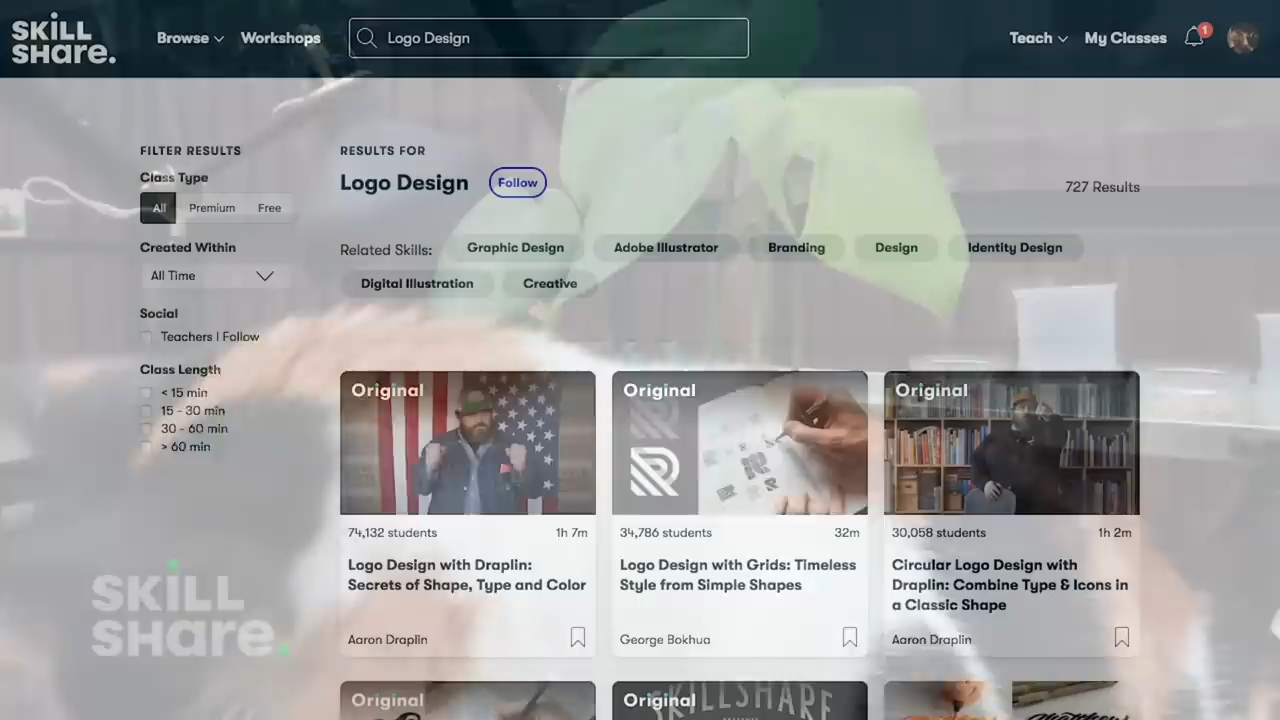 SKILL
SHare.
Browse
Workshops
Logo Design
Teach
My Classes
1
FILTER RESULTS
Class Type
All
Premium
Free
Created Within
All Time
Social
Teachers I Follow
Class Length
< 15 min
15 - 30 min
30 - 60 min
> 60 min
RESULTS FOR
Logo Design
Follow
727 Results
Related Skills:
Graphic Design
Adobe Illustrator
Branding
Design
Identity Design
Digital Illustration
Creative
Original
74,132 students
1h 7m
Logo Design with Draplin:
Secrets of Shape, Type and Color
Aaron Draplin
Original
34,786 students
32m
Logo Design with Grids: Timeless
Style from Simple Shapes
George Bokhua
Original
30,058 students
1h 2m
Circular Logo Design with
Draplin: Combine Type & Icons in
a Classic Shape
Aaron Draplin
Original
Original
SKILLSHARE
SKILL
SHare.